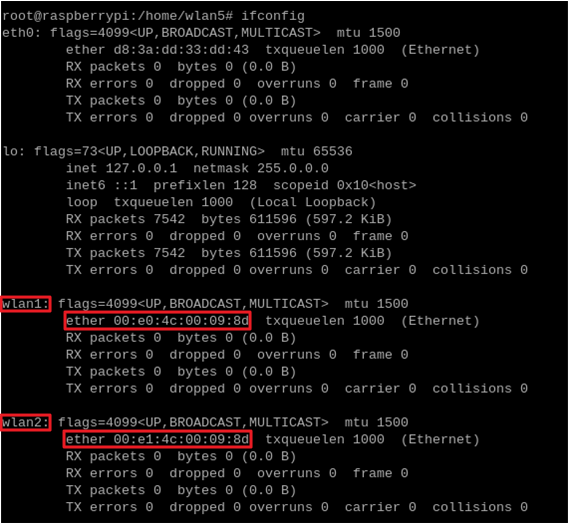 root@raspberrypi:/home/wlan5# ifconfig
eth0: flags=4099<UP,BROADCAST,MULTICAST>  mtu 1500
        ether d8:3a:dd:33:dd:43  txqueuelen 1000  (Ethernet)
        RX packets 0  bytes 0 (0.0 B)
        RX errors 0  dropped 0  overruns 0  frame 0
        TX packets 0  bytes 0 (0.0 B)
        TX errors 0  dropped 0 overruns 0  carrier 0  collisions 0

lo: flags=73<UP,LOOPBACK,RUNNING>  mtu 65536
        inet 127.0.0.1  netmask 255.0.0.0
        inet6 ::1  prefixlen 128  scopeid 0x10<host>
        loop  txqueuelen 1000  (Local Loopback)
        RX packets 7542  bytes 611596 (597.2 KiB)
        RX errors 0  dropped 0  overruns 0  frame 0
        TX packets 7542  bytes 611596 (597.2 KiB)
        TX errors 0  dropped 0 overruns 0  carrier 0  collisions 0

wlan1: flags=4099<UP,BROADCAST,MULTICAST>  mtu 1500
        ether 00:e0:4c:00:09:8d  txqueuelen 1000  (Ethernet)
        RX packets 0  bytes 0 (0.0 B)
        RX errors 0  dropped 0  overruns 0  frame 0
        TX packets 0  bytes 0 (0.0 B)
        TX errors 0  dropped 0 overruns 0  carrier 0  collisions 0

wlan2: flags=4099<UP,BROADCAST,MULTICAST>  mtu 1500
        ether 00:e1:4c:00:09:8d  txqueuelen 1000  (Ethernet)
        RX packets 0  bytes 0 (0.0 B)
        RX errors 0  dropped 0  overruns 0  frame 0
        TX packets 0  bytes 0 (0.0 B)
        TX errors 0  dropped 0 overruns 0  carrier 0  collisions 0